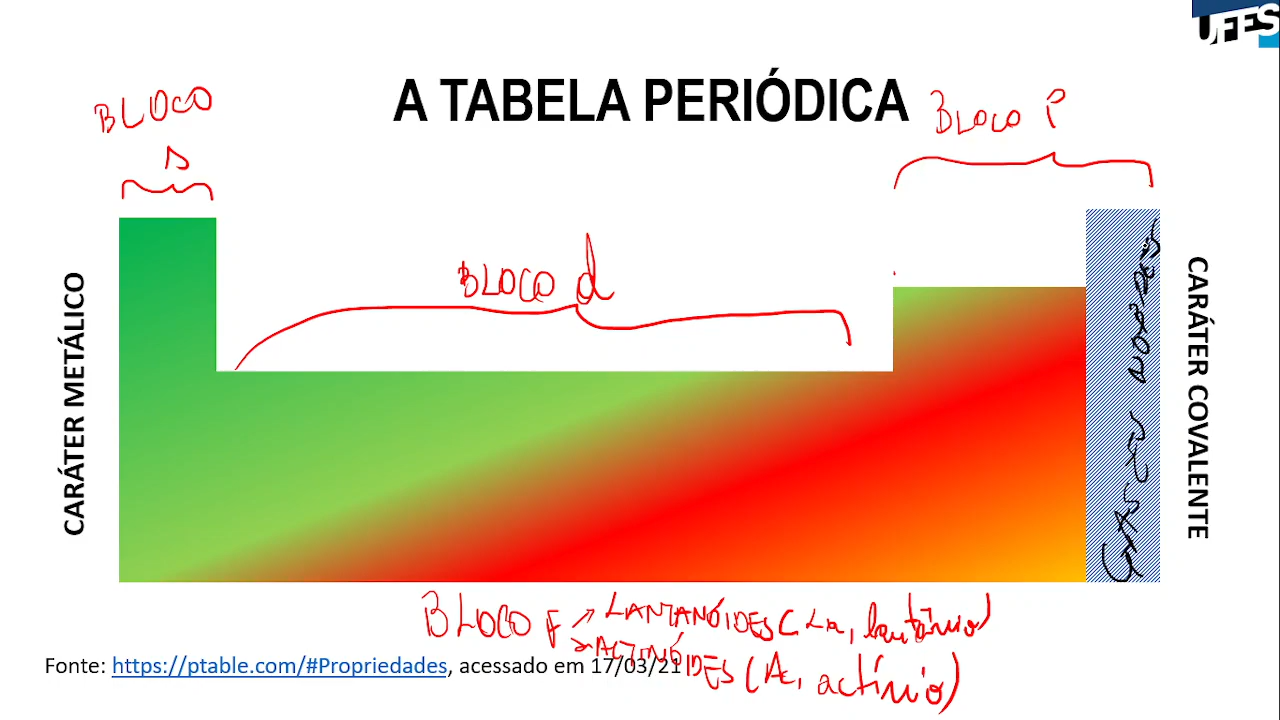 UFES
A TABELA PERIÓDICA
BLOCO
s
BLOCO P
BLOCO d
CARÁTER METÁLICO
CARÁTER COVALENTE
GASES NOBRES
BLOCO F LANTANÓIDES (La, lantânio)
ACTINÓIDES (Ac, actínio)
Fonte: https://ptable.com/#Propriedades, acessado em 17/03/21